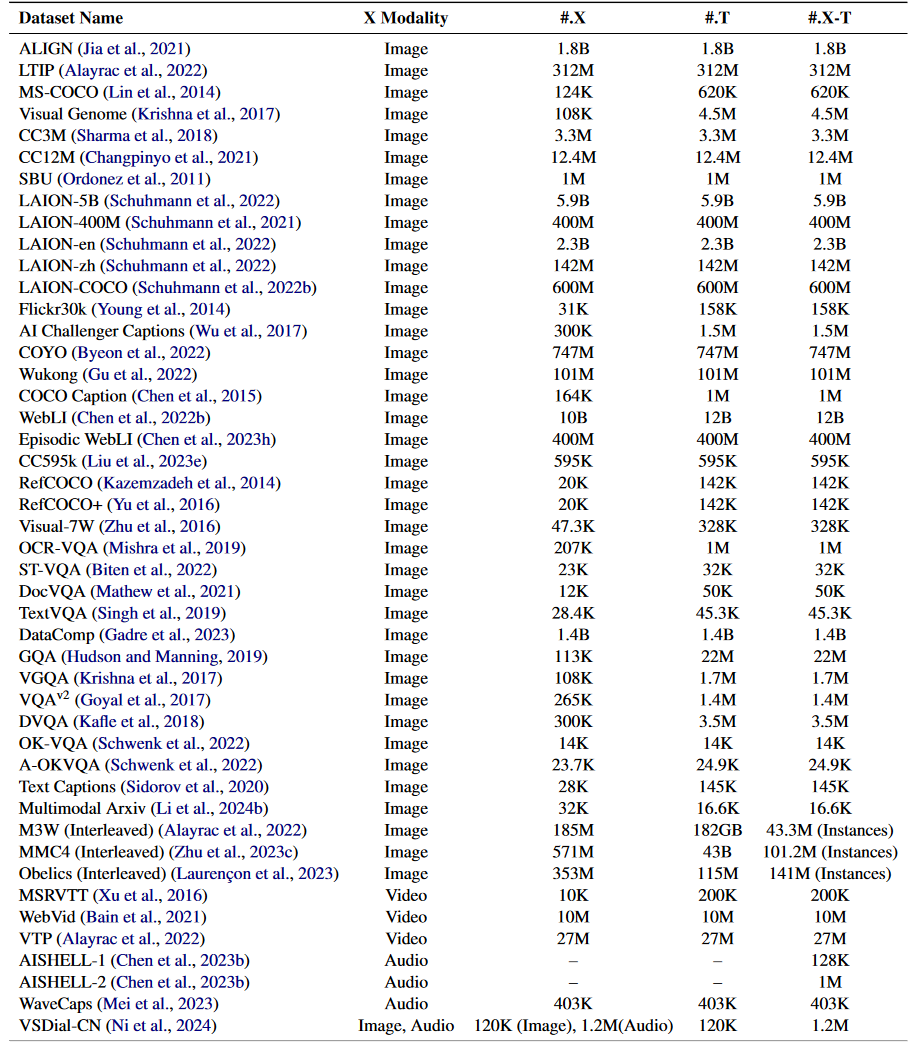 Dataset Name X Modality #.X #.T #.X-T
ALIGN (Jia et al., 2021) Image 1.8B 1.8B 1.8B
LTIP (Alayrac et al., 2022) Image 312M 312M 312M
MS-COCO (Lin et al., 2014) Image 124K 620K 620K
Visual Genome (Krishna et al., 2017) Image 108K 4.5M 4.5M
CC3M (Sharma et al., 2018) Image 3.3M 3.3M 3.3M
CC12M (Changpinyo et al., 2021) Image 12.4M 12.4M 12.4M
SBU (Ordonez et al., 2011) Image 1M 1M 1M
LAION-5B (Schuhmann et al., 2022) Image 5.9B 5.9B 5.9B
LAION-400M (Schuhmann et al., 2021) Image 400M 400M 400M
LAION-en (Schuhmann et al., 2022) Image 2.3B 2.3B 2.3B
LAION-zh (Schuhmann et al., 2022) Image 142M 142M 142M
LAION-COCO (Schuhmann et al., 2022b) Image 600M 600M 600M
Flickr30k (Young et al., 2014) Image 31K 158K 158K
AI Challenger Captions (Wu et al., 2017) Image 300K 1.5M 1.5M
COYO (Byeon et al., 2022) Image 747M 747M 747M
Wukong (Gu et al., 2022) Image 101M 101M 101M
COCO Caption (Chen et al., 2015) Image 164K 1M 1M
WebLI (Chen et al., 2022b) Image 10B 12B 12B
Episodic WebLI (Chen et al., 2023h) Image 400M 400M 400M
CC595k (Liu et al., 2023e) Image 595K 595K 595K
RefCOCO (Kazemzadeh et al., 2014) Image 20K 142K 142K
RefCOCO+ (Yu et al., 2016) Image 20K 142K 142K
Visual-7W (Zhu et al., 2016) Image 47.3K 328K 328K
OCR-VQA (Mishra et al., 2019) Image 207K 1M 1M
ST-VQA (Biten et al., 2022) Image 23K 32K 32K
DocVQA (Mathew et al., 2021) Image 12K 50K 50K
TextVQA (Singh et al., 2019) Image 28.4K 45.3K 45.3K
DataComp (Gadre et al., 2023) Image 1.4B 1.4B 1.4B
GQA (Hudson and Manning, 2019) Image 113K 22M 22M
VGQA (Krishna et al., 2017) Image 108K 1.7M 1.7M
VQAv2 (Goyal et al., 2017) Image 265K 1.4M 1.4M
DVQA (Kafle et al., 2018) Image 300K 3.5M 3.5M
OK-VQA (Schwenk et al., 2022) Image 14K 14K 14K
A-OKVQA (Schwenk et al., 2022) Image 23.7K 24.9K 24.9K
Text Captions (Sidorov et al., 2020) Image 28K 145K 145K
Multimodal Arxiv (Li et al., 2024b) Image 32K 16.6K 16.6K
M3W (Interleaved) (Alayrac et al., 2022) Image 185M 182GB 43.3M (Instances)
MMC4 (Interleaved) (Zhu et al., 2023c) Image 571M 43B 101.2M (Instances)
Obelics (Interleaved) (Laurençon et al., 2023) Image 353M 115M 141M (Instances)
MSRVTT (Xu et al., 2016) Video 10K 200K 200K
WebVid (Bain et al., 2021) Video 10M 10M 10M
VTP (Alayrac et al., 2022) Video 27M 27M 27M
AISHELL-1 (Chen et al., 2023b) Audio – – 128K
AISHELL-2 (Chen et al., 2023b) Audio – – 1M
WaveCaps (Mei et al., 2023) Audio 403K 403K 403K
VSDial-CN (Ni et al., 2024) Image, Audio 120K (Image), 1.2M(Audio) 120K 1.2M